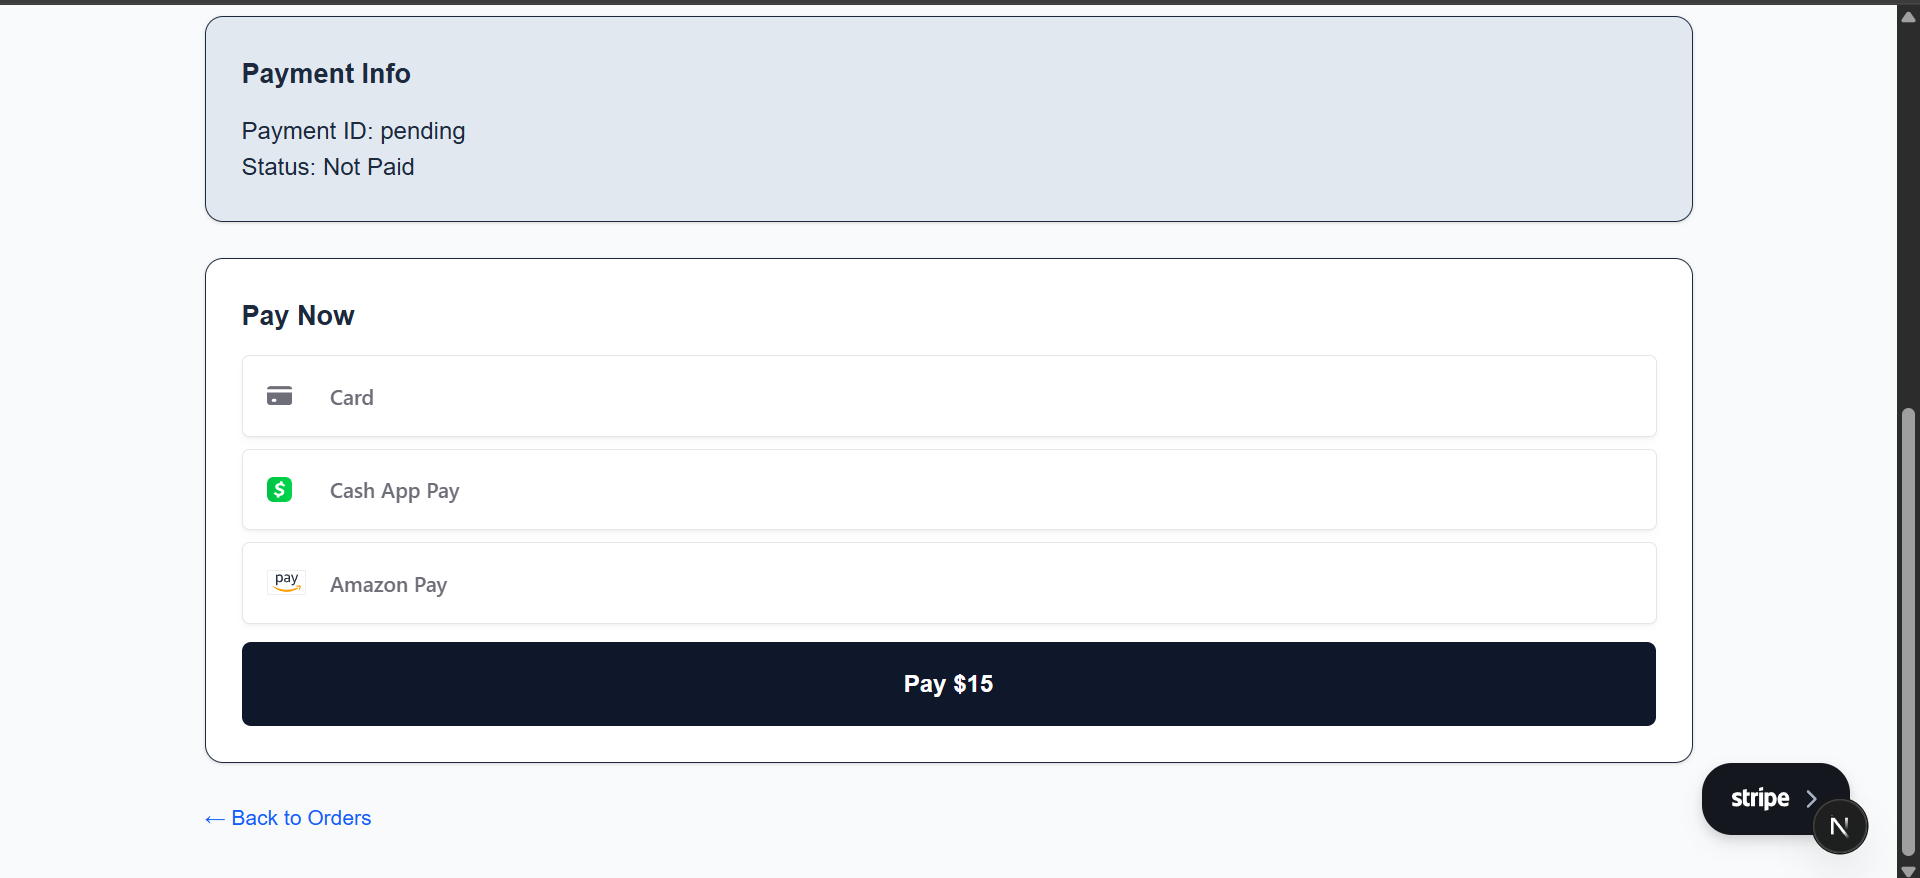 Payment Info
Payment ID: pending
Status: Not Paid
Pay Now
Card
$ Cash App Pay
pay Amazon Pay
Pay $15
← Back to Orders
stripe
N